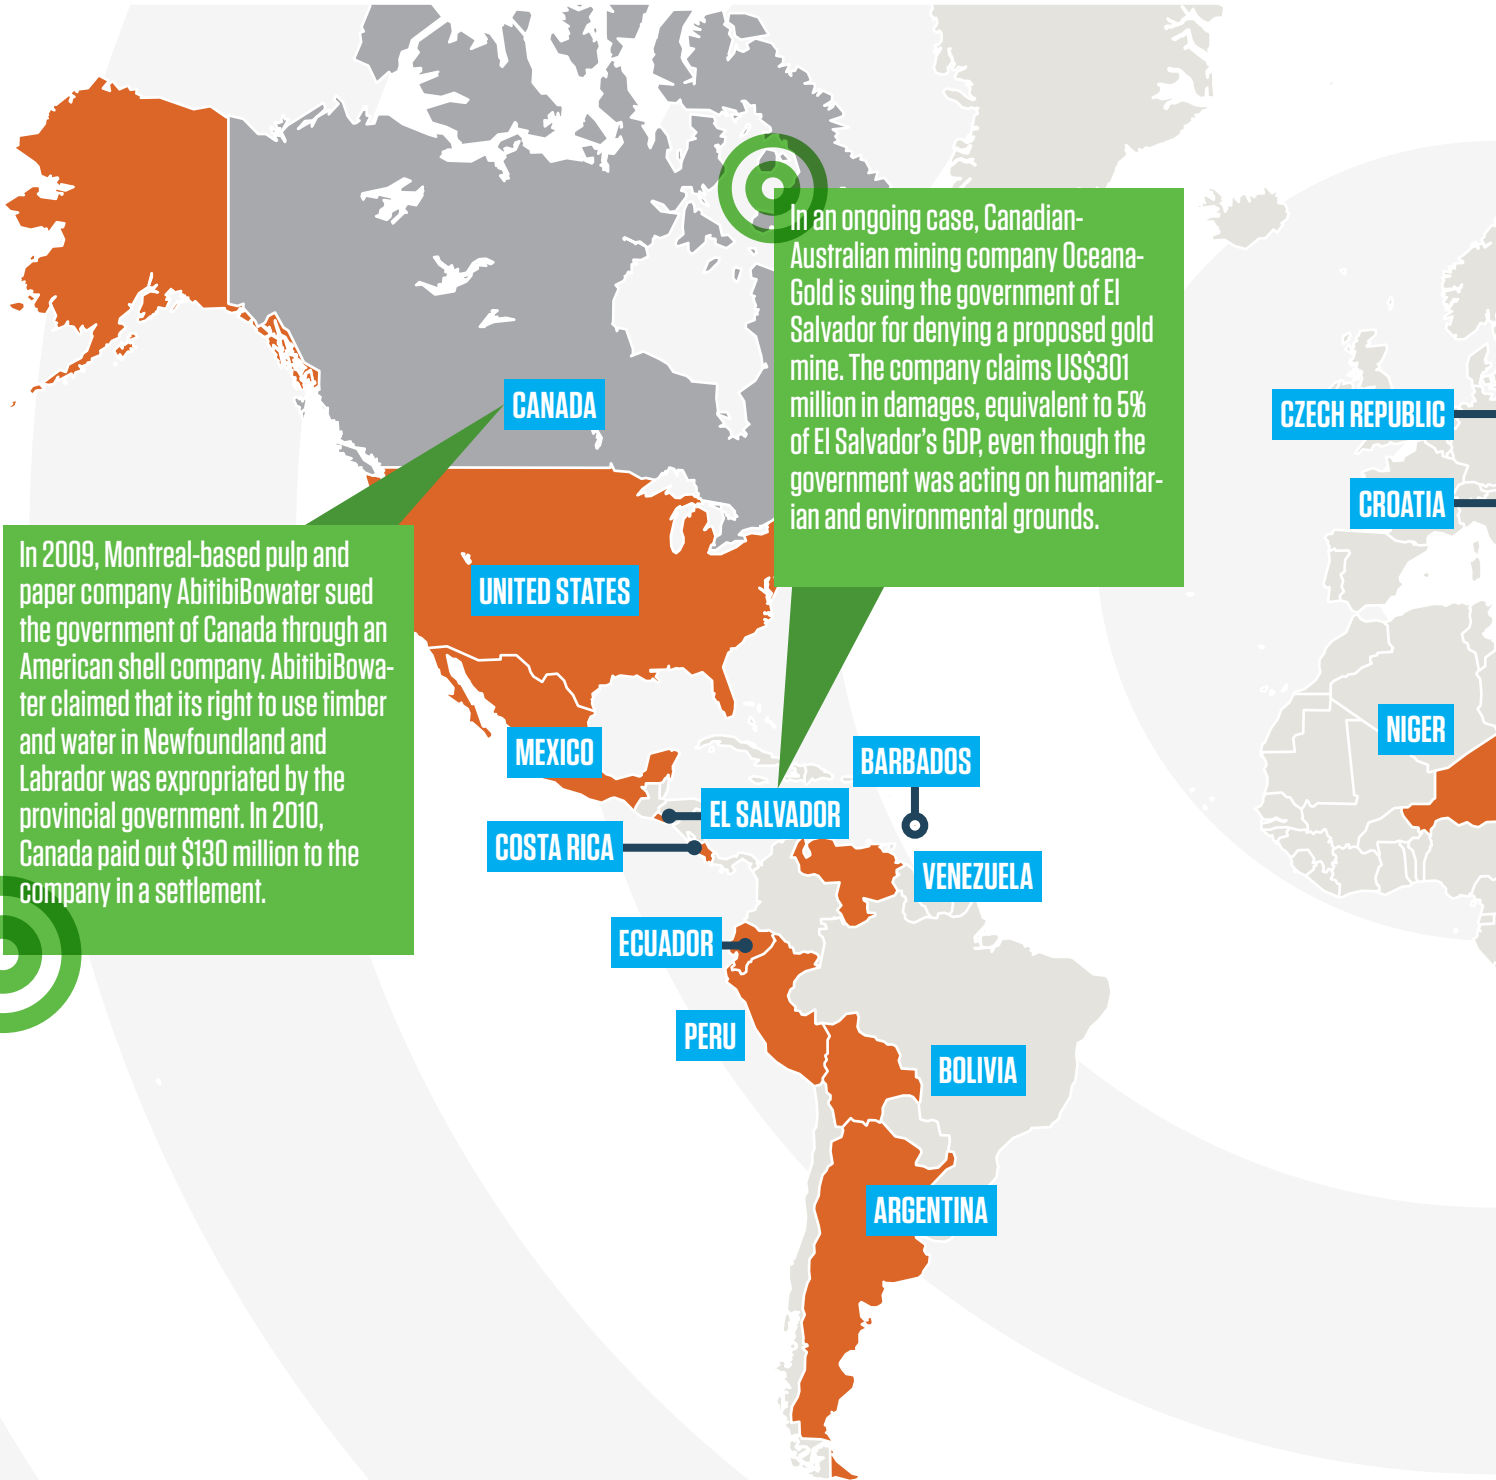 In an ongoing case, Canadian-
Australian mining company Oceana-
Gold is suing the government of El
Salvador for denying a proposed gold
mine. The company claims US$301
million in damages, equivalent to 5%
of El Salvador's GDP, even though the
government was acting on humanitar-
ian and environmental grounds.
CANADA
CZECH REPUBLIC
CROATIA
In 2009, Montreal-based pulp and
paper company AbitibiBowater sued
the government of Canada through an
American shell company. AbitibiBowa-
ter claimed that its right to use timber
and water in Newfoundland and
Labrador was expropriated by the
provincial government. In 2010,
Canada paid out $130 million to the
company in a settlement.
UNITED STATES
NIGER
MEXICO
BARBADOS
EL SALVADOR
COSTA RICA
VENEZUELA
ECUADOR
PERU
BOLIVIA
ARGENTINA